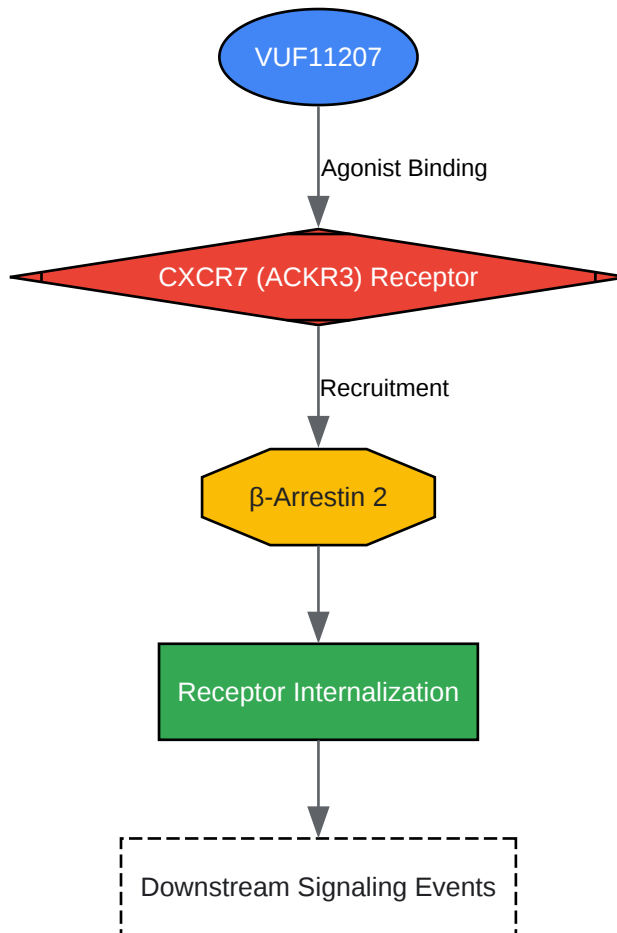 VUF11207
Agonist Binding
CXCR7 (ACKR3) Receptor
Recruitment
β-Arrestin 2
Receptor Internalization
Downstream Signaling Events